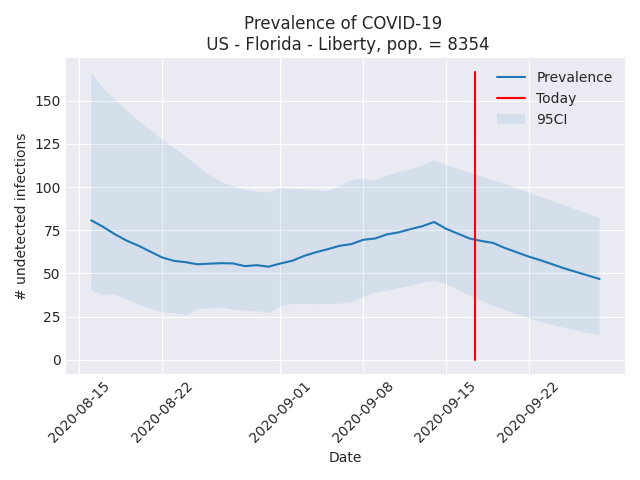 Prevalence of COVID-19
US - Florida - Liberty, pop. = 8354
Prevalence
Today
95CI
# undetected infections
150
125
100
75
50
25
0
2020-08-15
2020-08-22
2020-09-01
2020-09-08
2020-09-15
2020-09-22
Date